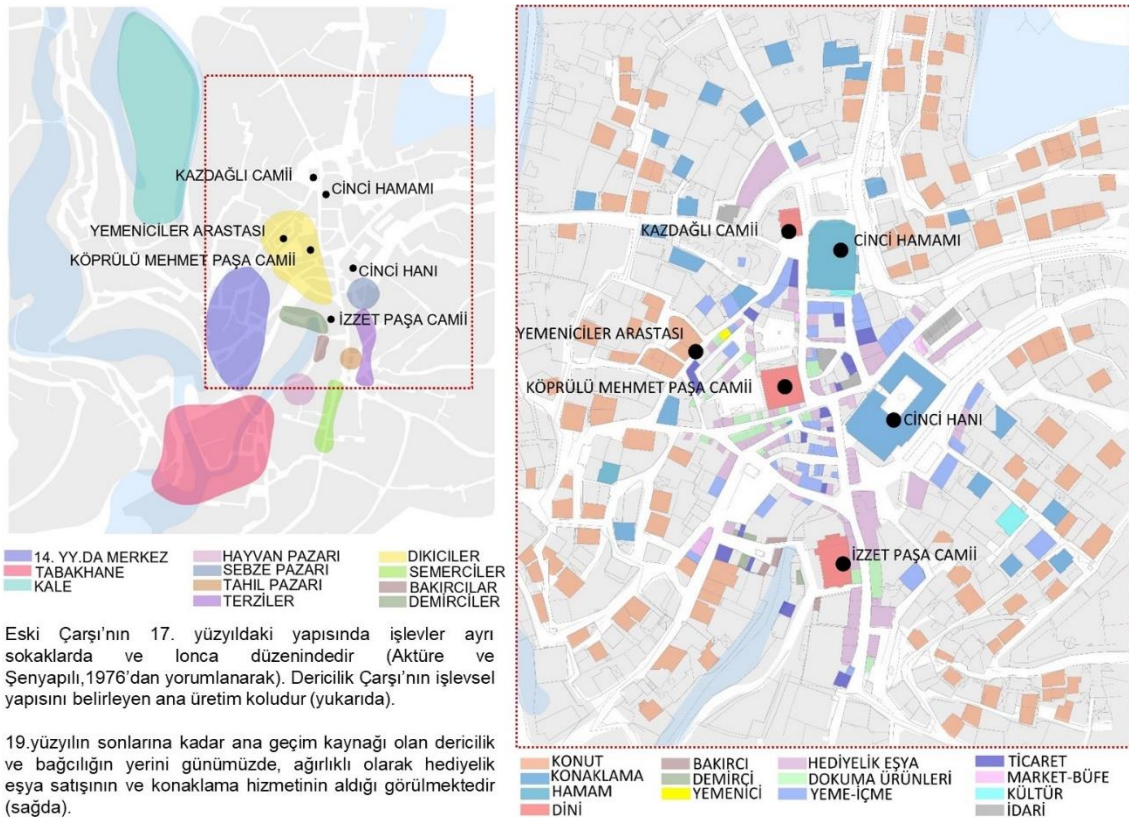 KAZDAĞLI CAMİİ
CİNCİ HAMAMI
YEMENİCİLER ARASTASI
KÖPRÜLÜ MEHMET PAŞA CAMİİ
CİNCİ HANI
İZZET PAŞA CAMİİ
14. YY.DA MERKEZ
TABAKHANE
KALE
HAYVAN PAZARI
SEBZE PAZARI
TAHIL PAZARI
TERZİLER
DIKICILER
SEMERCİLER
BAKIRCILAR
DEMİRCİLER
Eski Çarşı’nın 17. yüzyıldaki yapısında işlevler ayrı
sokaklarda ve lonca düzenindedir (Aktüre ve
Şenyapılı,1976’dan yorumlanarak). Dericilik Çarşı’nın işlevsel
yapısını belirleyen ana üretim koludur (yukarıda).
19.yüzyılın sonlarına kadar ana geçim kaynağı olan dericilik
ve bağcılığın yerini günümüzde, ağırlıklı olarak hediyelik
eşya satışının ve konaklama hizmetinin aldığı görülmektedir
(sağda).
KAZDAĞLI CAMİİ
CİNCİ HAMAMI
YEMENİCİLER ARASTASI
KÖPRÜLÜ MEHMET PAŞA CAMİİ
CİNCİ HANI
İZZET PAŞA CAMİİ
KONUT
KONAKLAMA
HAMAM
DİNİ
BAKIRCI
DEMİRCİ
YEMENİCİ
HEDİYELİK EŞYA
DOKUMA ÜRÜNLERİ
YEME-İÇME
TİCARET
MARKET-BÜFE
KÜLTÜR
İDARİ